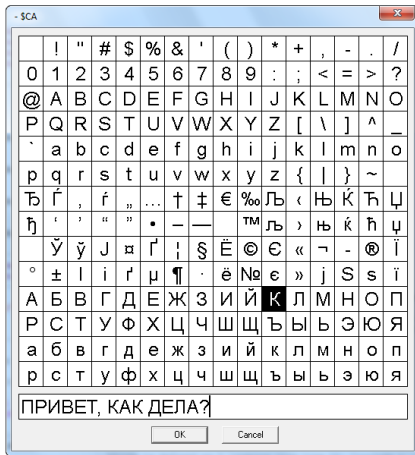 - $CA
! " # $ % & ' ( ) * + , - . /
0 1 2 3 4 5 6 7 8 9 : ; < = > ?
@ A B C D E F G H I J K L M N O
P Q R S T U V W X Y Z [ \ ] ^ _
` a b c d e f g h i j k l m n o
p q r s t u v w x y z { | } ~
Ђ Ѓ ‚ ѓ „ … † ‡ € ‰ Љ ‹ Њ Ќ Ћ Џ
ђ ‘ ’ “ ” • – — ™ љ › њ ќ ћ џ
Ў ў Ј ¤ Ґ ¦ § Ё © Є « ¬ - ® Ї
° ± І і ґ µ ¶ · ё № є » ј Ѕ ѕ ї
А Б В Г Д Е Ж З И Й К Л М Н О П
Р С Т У Ф Х Ц Ч Ш Щ Ъ Ы Ь Э Ю Я
а б в г д е ж з и й к л м н о п
р с т у ф х ц ч ш щ ъ ы ь э ю я
ПРИВЕТ, КАК ДЕЛА?
OK Cancel